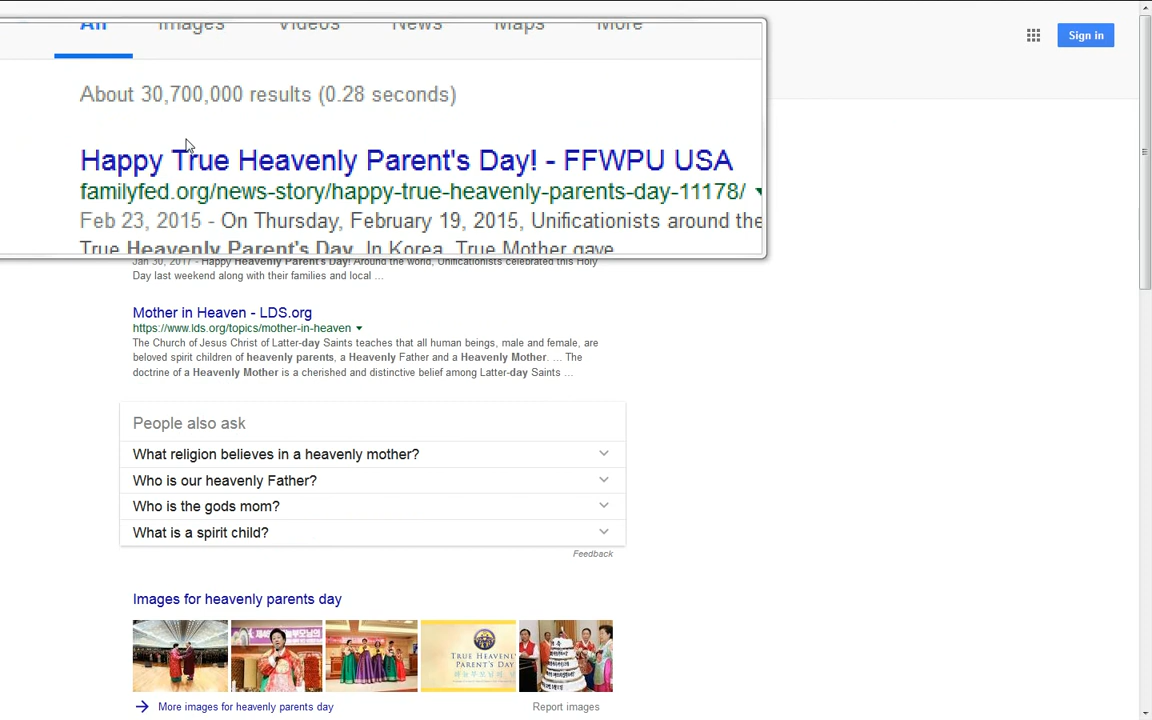 All Images Videos News Maps More
Sign in
About 30,700,000 results (0.28 seconds)
Happy True Heavenly Parent's Day! - FFWPU USA
familyfed.org/news-story/happy-true-heavenly-parents-day-11178/
Feb 23, 2015 - On Thursday, February 19, 2015, Unificationists around the
True Heavenly Parent's Day. In Korea, True Mother gave
Jan 30, 2017 - Happy Heavenly Parent's Day! Around the world, Unificationists celebrated this Holy
Day last weekend along with their families and local ...
Mother in Heaven - LDS.org
https://www.lds.org/topics/mother-in-heaven
The Church of Jesus Christ of Latter-day Saints teaches that all human beings, male and female, are
beloved spirit children of heavenly parents, a Heavenly Father and a Heavenly Mother. ... The
doctrine of a Heavenly Mother is a cherished and distinctive belief among Latter-day Saints ...
People also ask
What religion believes in a heavenly mother?
Who is our heavenly Father?
Who is the gods mom?
What is a spirit child?
Feedback
Images for heavenly parents day
TRUE HEAVENLY
PARENT'S DAY
More images for heavenly parents day
Report images